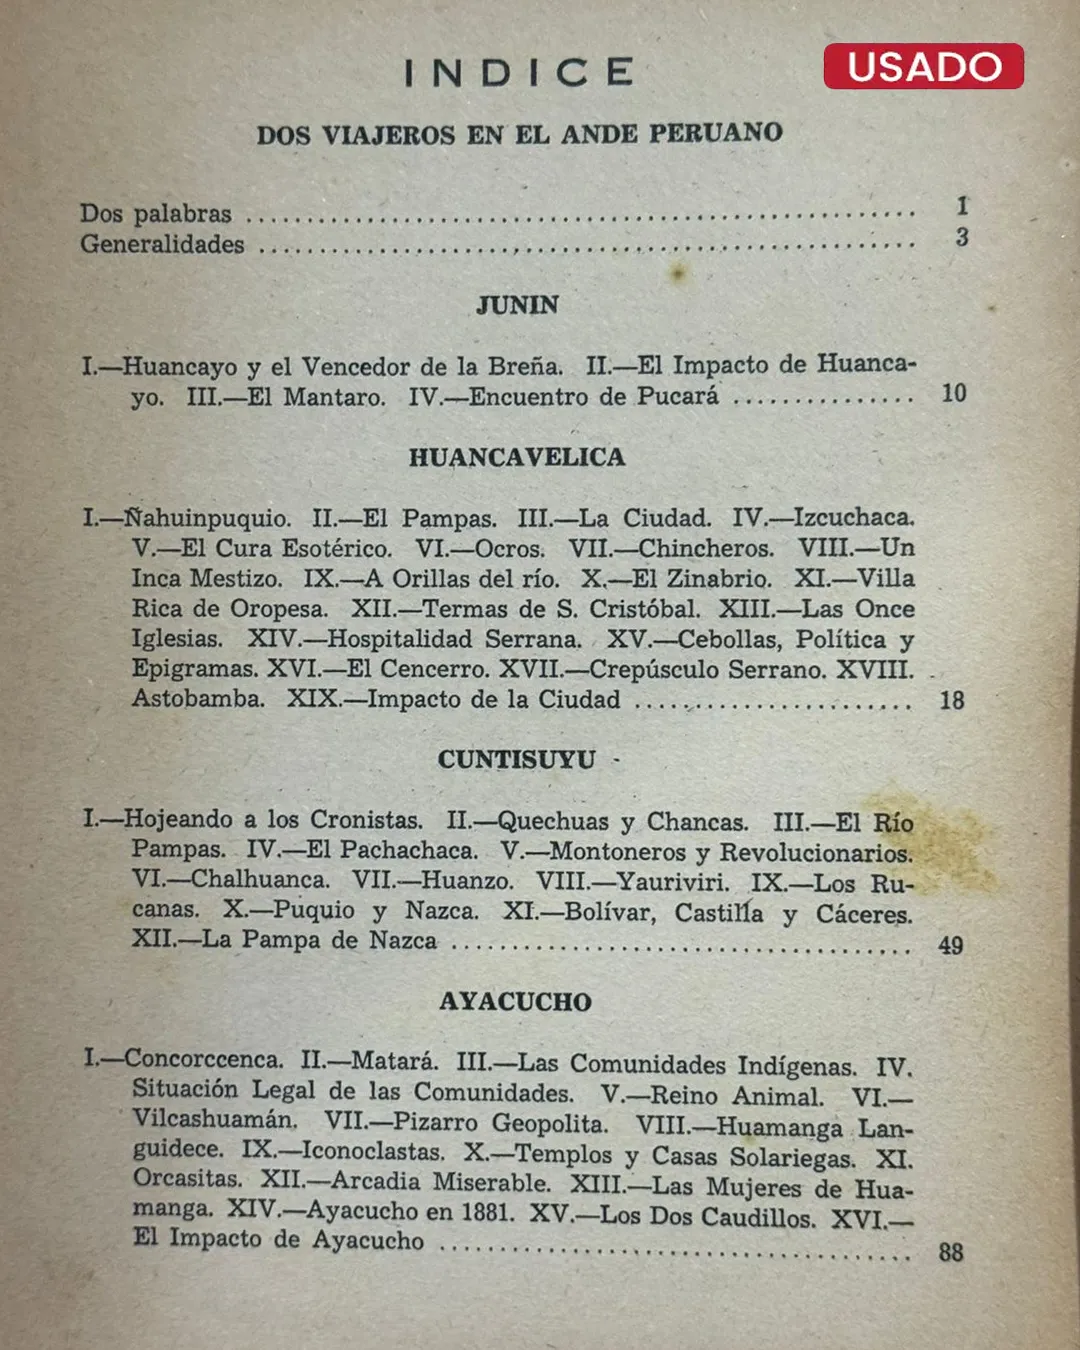 USADO
INDICE
DOS VIAJEROS EN EL ANDE PERUANO
Dos palabras ........................................................ 1
Generalidades ....................................................... 3
JUNIN
I.—Huancayo y el Vencedor de la Breña. II.—El Impacto de Huanca-
yo. III.—El Mantaro. IV.—Encuentro de Pucará ............... 10
HUANCAVELICA
I.—Ñahuinpuquio. II.—El Pampas. III.—La Ciudad. IV.—Izcuchaca.
V.—El Cura Esotérico. VI.—Ocros. VII.—Chincheros. VIII.—Un
Inca Mestizo. IX.—A Orillas del río. X.—El Zinabrio. XI.—Villa
Rica de Oropesa. XII.—Termas de S. Cristóbal. XIII.—Las Once
Iglesias. XIV.—Hospitalidad Serrana. XV.—Cebollas, Política y
Epigramas. XVI.—El Cencerro. XVII.—Crepúsculo Serrano. XVIII.
Astobamba. XIX.—Impacto de la Ciudad ....................... 18
CUNTISUYU
I.—Hojeando a los Cronistas. II.—Quechuas y Chancas. III.—El Río
Pampas. IV.—El Pachachaca. V.—Montoneros y Revolucionarios.
VI.—Chalhuanca. VII.—Huanzo. VIII.—Yauriviri. IX.—Los Ru-
canas. X.—Puquio y Nazca. XI.—Bolívar, Castilla y Cáceres.
XII.—La Pampa de Nazca ....................................... 49
AYACUCHO
I.—Concorccenca. II.—Matará. III.—Las Comunidades Indígenas. IV.
Situación Legal de las Comunidades. V.—Reino Animal. VI.—
Vilcashuamán. VII.—Pizarro Geopolita. VIII.—Huamanga Lan-
guidece. IX.—Iconoclastas. X.—Templos y Casas Solariegas. XI.
Orcasitas. XII.—Arcadia Miserable. XIII.—Las Mujeres de Hua-
manga. XIV.—Ayacucho en 1881. XV.—Los Dos Caudillos. XVI.—
El Impacto de Ayacucho ....................................... 88